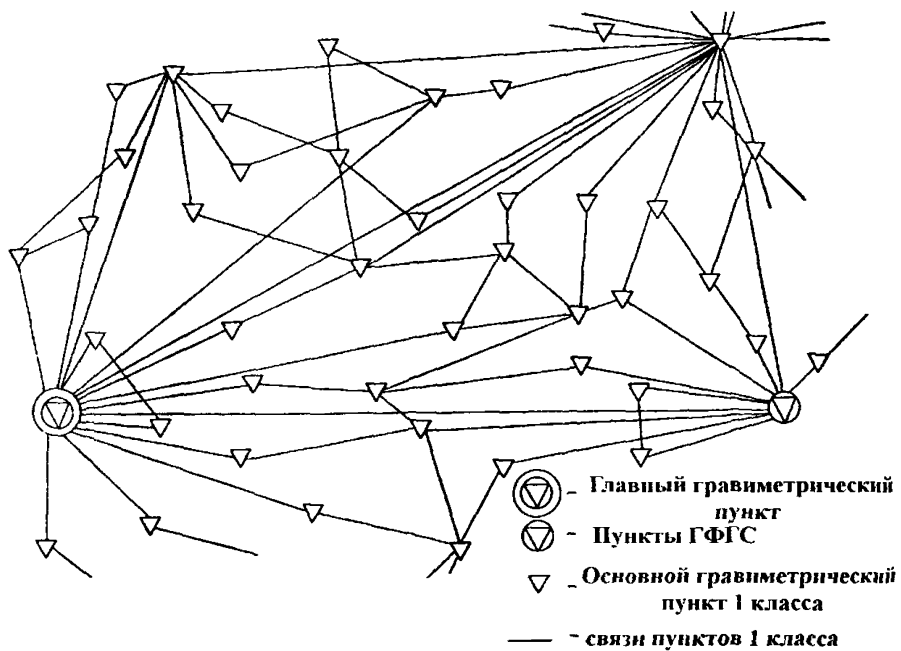 - Главный гравиметрический
пункт
- Пункты ГФГС
- Основной гравиметрический
пункт 1 класса
- связи пунктов 1 класса